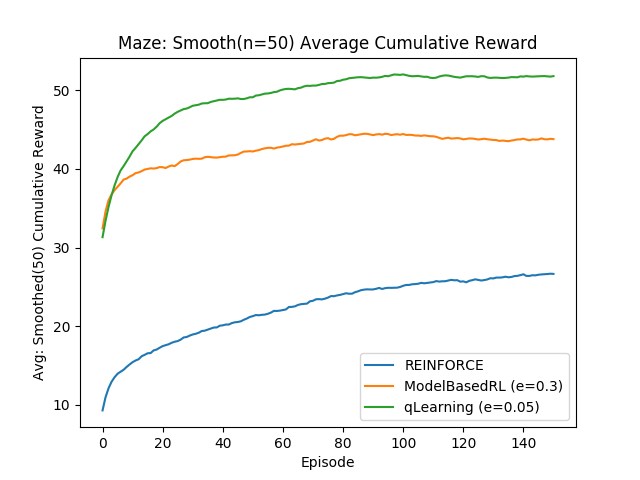 Maze: Smooth(n=50) Average Cumulative Reward
Avg: Smoothed(50) Cumulative Reward
50
40
30
20
10
REINFORCE
ModelBasedRL (e=0.3)
qLearning (e=0.05)
0 20 40 60 80 100 120 140
Episode